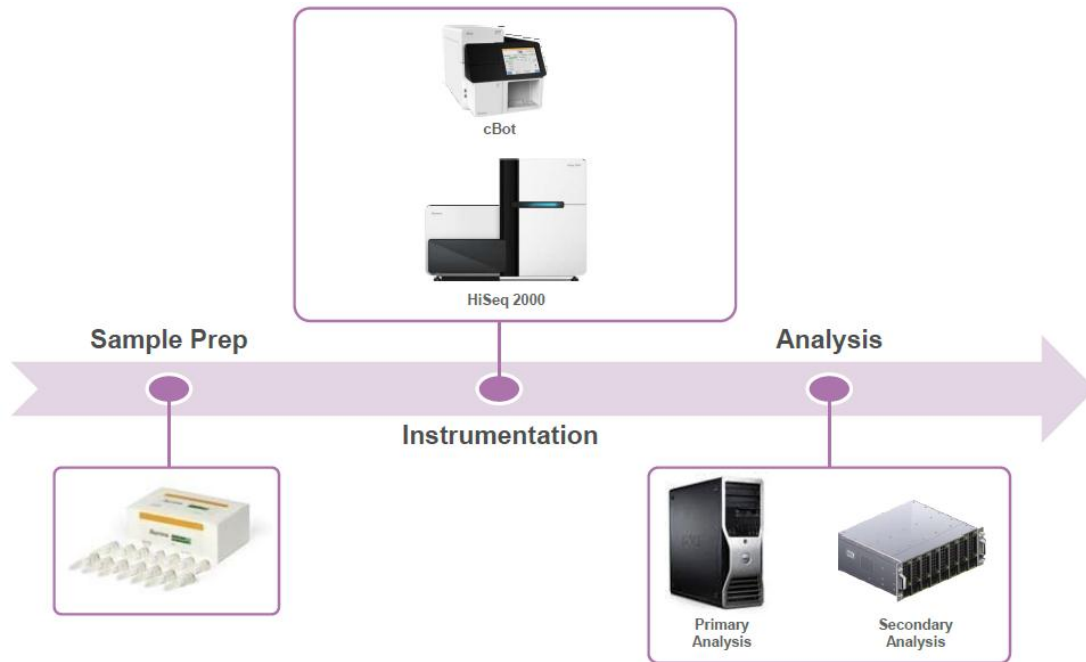 cBot
HiSeq 2000
Sample Prep
Analysis
Instrumentation
Primary
Analysis
Secondary
Analysis